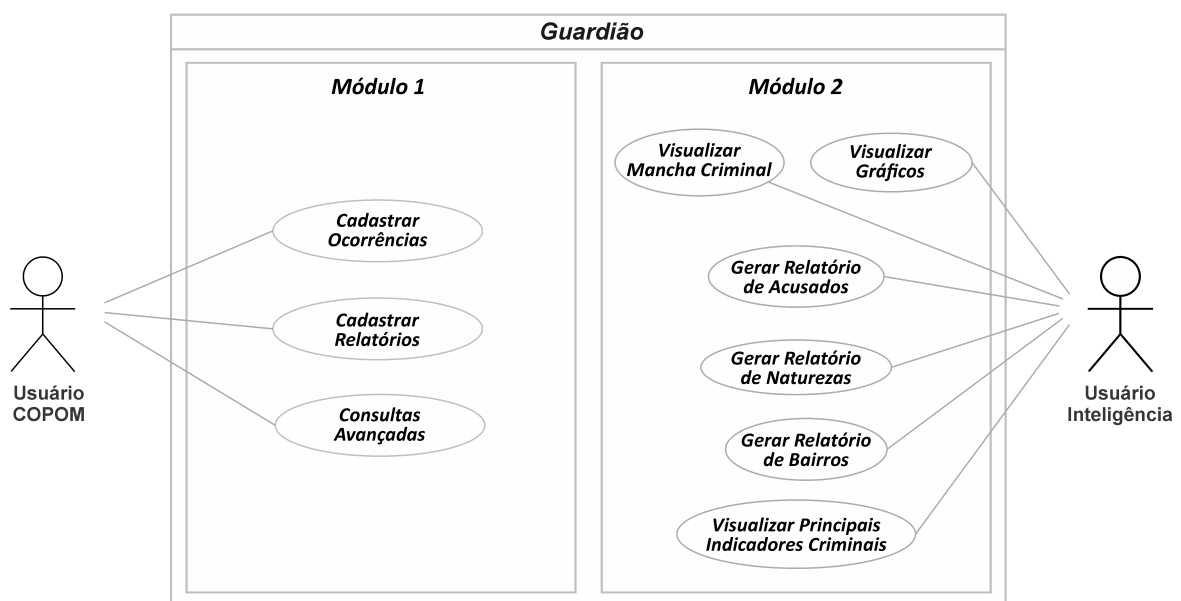 Guardião
Módulo 1
Cadastrar
Ocorrências
Cadastrar
Relatórios
Consultas
Avançadas
Usuário
COPOM
Módulo 2
Visualizar
Mancha Criminal
Visualizar
Gráficos
Gerar Relatório
de Acusados
Gerar Relatório
de Naturezas
Gerar Relatório
de Bairros
Visualizar Principais
Indicadores Criminais
Usuário
Inteligência